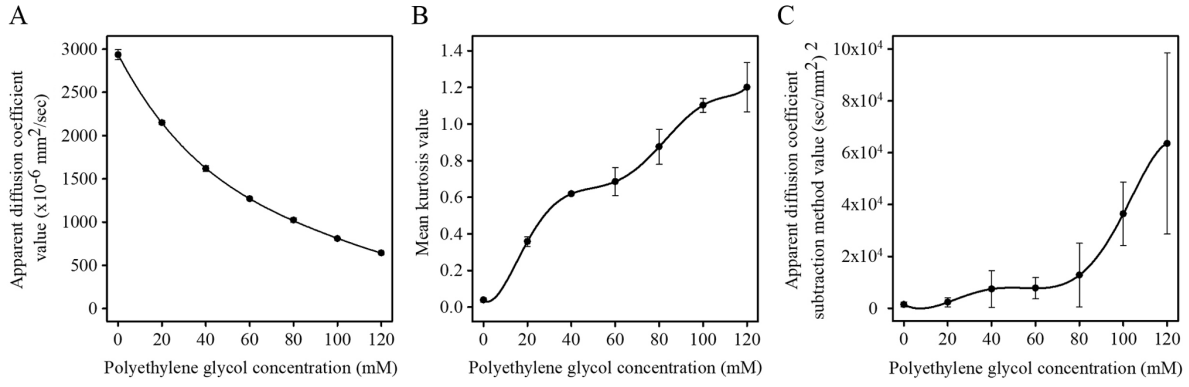 A
Apparent diffusion coefficient
value (x10-6 mm2/sec)
3000
2500
2000
1500
1000
500
0
0 20 40 60 80 100 120
Polyethylene glycol concentration (mM)
B
Mean kurtosis value
1.4
1.2
1.0
0.8
0.6
0.4
0.2
0.0
0 20 40 60 80 100 120
Polyethylene glycol concentration (mM)
C
Apparent diffusion coefficient
subtraction method value (sec/mm2) 2
10x104
8x104
6x104
4x104
2x104
0
0 20 40 60 80 100 120
Polyethylene glycol concentration (mM)